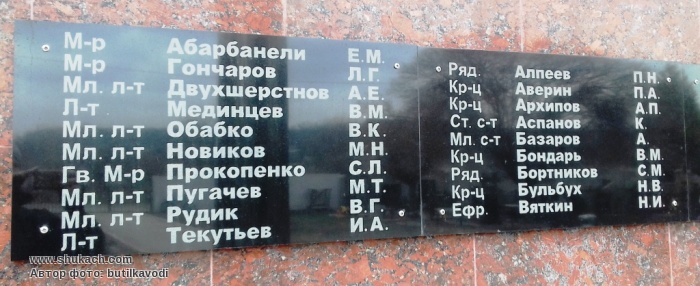 М-р Абарбанели Е.М.
М-р Гончаров Л.Г.
Мл. л-т Двухшерстнов А.Е.
Л-т Мединцев В.М.
Мл. л-т Обабко В.К.
Мл. л-т Новиков М.Н.
Гв. М-р Прокопенко С.Л.
Мл. л-т Пугачев М.Т.
Мл. л-т Рудик В.Г.
Л-т Текутьев И.А.
Ряд. Алпеев П.Н.
Кр-ц Аверин П.А.
Кр-ц Архипов А.П.
Ст. с-т Аспанов К.
Мл. с-т Базаров А.
Кр-ц Бондарь В.М.
Ряд. Бортников С.М.
Кр-ц Бульбух Н.В.
Ефр. Вяткин Н.И.
www.shukach.com
Автор фото: butilkavodi